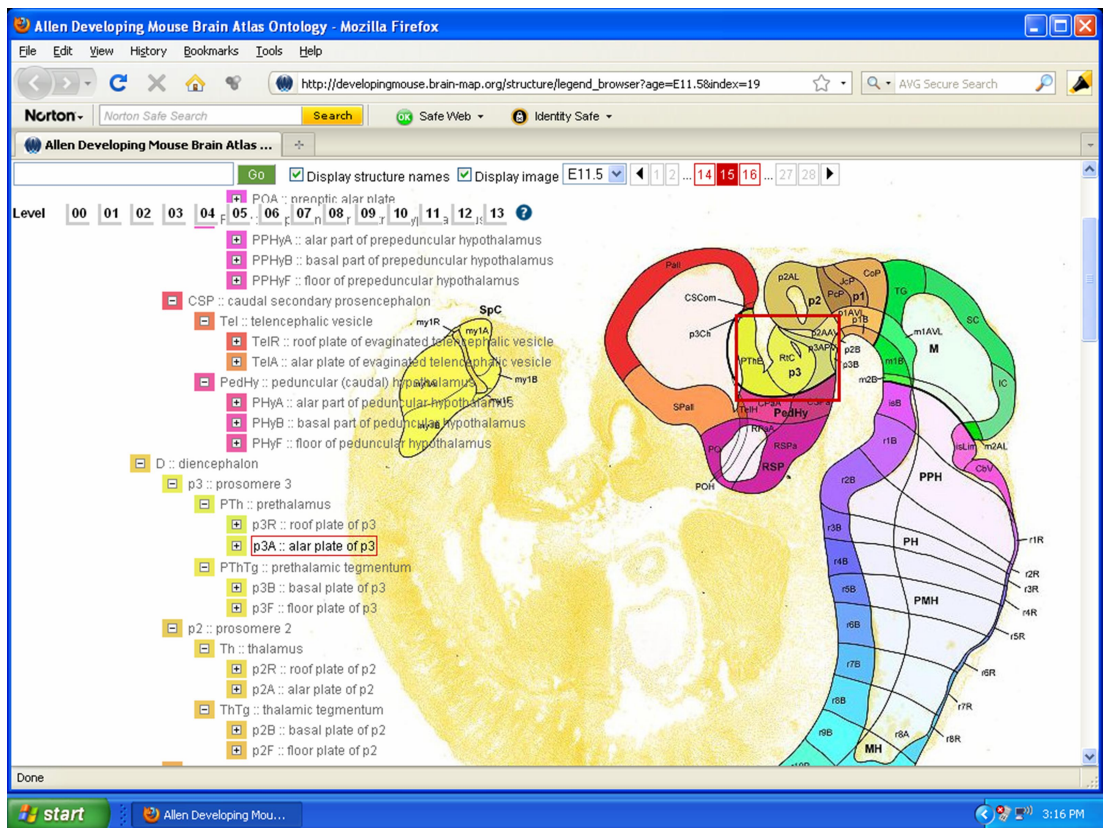 Allen Developing Mouse Brain Atlas Ontology - Mozilla Firefox
File Edit View History Bookmarks Tools Help
http://developingmouse.brain-map.org/structure/legend_browser?age=E11.5&index=19
AVG Secure Search
Norton
Norton Safe Search
Search
OK Safe Web
Identity Safe
Allen Developing Mouse Brain Atlas ...
Go
Display structure names
Display image
E11.5
1 2 ... 14 15 16 ... 27 28
POA :: preoptic alar plate
Level 00 01 02 03 04 05 06 07 08 09 10 11 12 13 ?
PPHyA :: alar part of prepeduncular hypothalamus
PPHyB :: basal part of prepeduncular hypothalamus
PPHyF :: floor of prepeduncular hypothalamus
CSP :: caudal secondary prosencephalon
Tel :: telencephalic vesicle
TelR :: roof plate of evaginated telencephalic vesicle
TelA :: alar plate of evaginated telencephalic vesicle
PedHy :: peduncular (caudal) hypothalamus
PHyA :: alar part of peduncular hypothalamus
PHyB :: basal part of peduncular hypothalamus
PHyF :: floor of peduncular hypothalamus
D :: diencephalon
p3 :: prosomere 3
PTh :: prethalamus
p3R :: roof plate of p3
p3A :: alar plate of p3
PThTg :: prethalamic tegmentum
p3B :: basal plate of p3
p3F :: floor plate of p3
p2 :: prosomere 2
Th :: thalamus
p2R :: roof plate of p2
p2A :: alar plate of p2
ThTg :: thalamic tegmentum
p2B :: basal plate of p2
p2F :: floor plate of p2
SpC
my1R
my1A
my1B
my1F
Pall
CSCom
p3Ch
p2AL
p2
JcP
PcP
p1
CoP
p1AVL
p1B
p2AA
p3AP
PThE
RtC
p3
p2B
p3B
m2B
m1B
m1AVL
TG
SC
M
IC
m2AL
SPall
TelH
PedHy
RPaA
RSPa
PO
POH
RSP
isB
isLim
CbV
r1B
PPH
r2B
r3B
PH
r4B
r5B
PMH
r6B
r7B
r8B
r9B
r8A
MH
r1R
r2R
r3R
r4R
r5R
r6R
r7R
r8R
Done
start
Allen Developing Mou...
3:16 PM